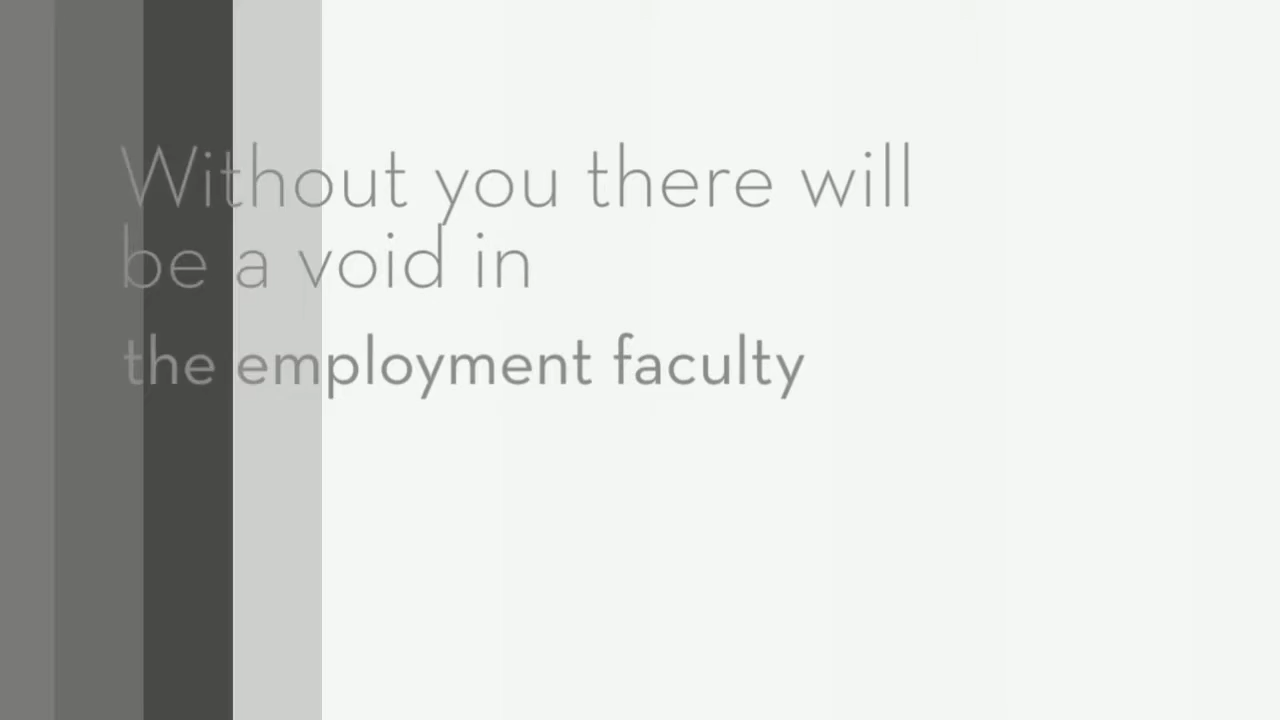 Without you there will
be a void in
the employment faculty